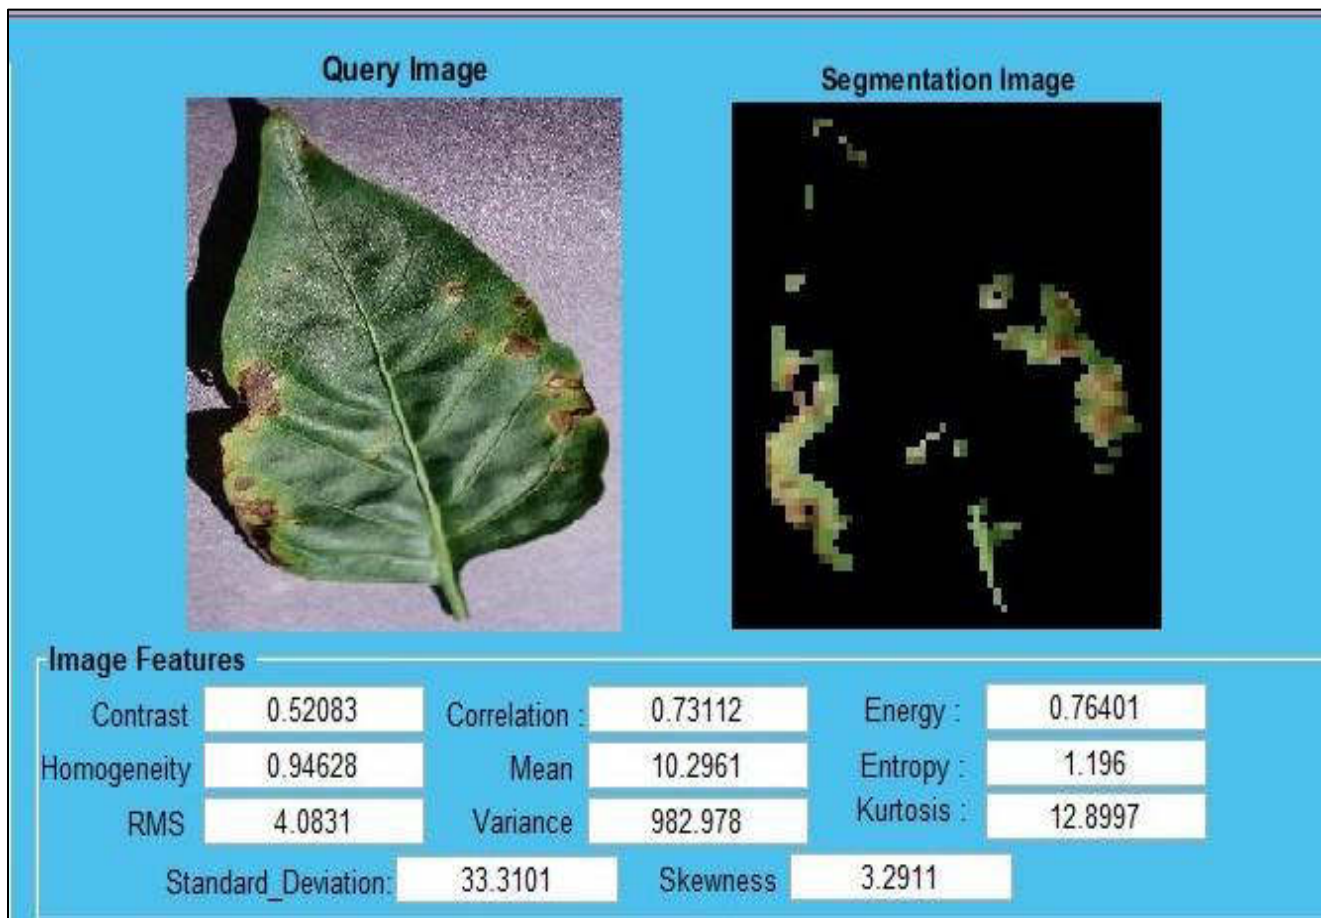 Query Image
Segmentation Image
Image Features
Contrast 0.52083 Correlation : 0.73112 Energy : 0.76401
Homogeneity 0.94628 Mean 10.2961 Entropy : 1.196
RMS 4.0831 Variance 982.978 Kurtosis : 12.8997
Standard_Deviation: 33.3101 Skewness 3.2911